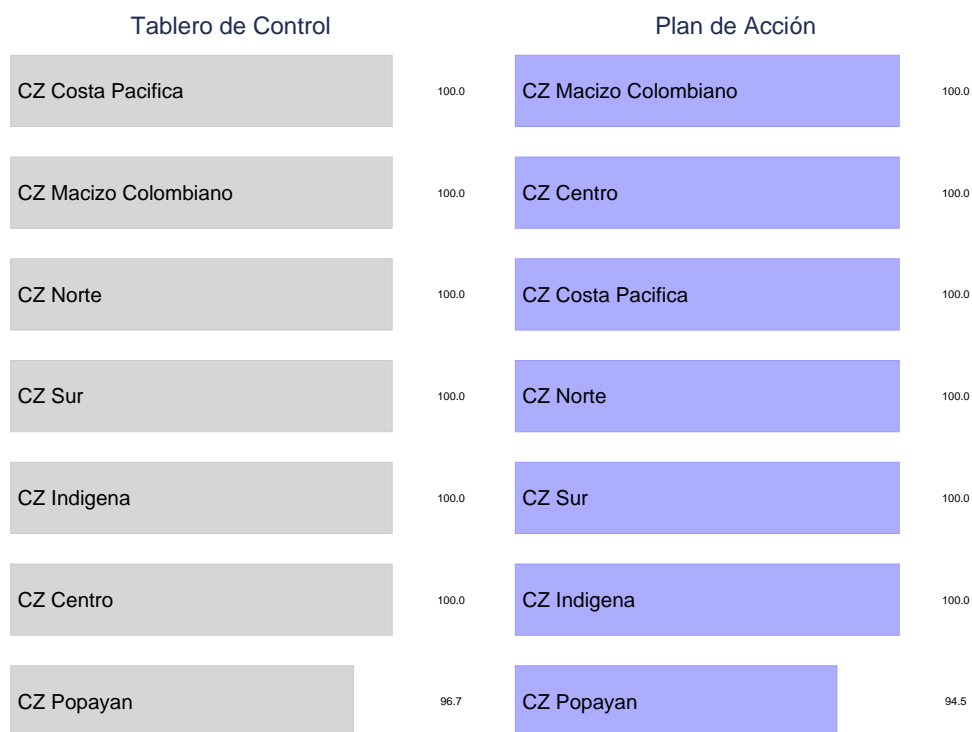 Tablero de Control
CZ Costa Pacifica 100.0
CZ Macizo Colombiano 100.0
CZ Norte 100.0
CZ Sur 100.0
CZ Indigena 100.0
CZ Centro 100.0
CZ Popayan 96.7
Plan de Acción
CZ Macizo Colombiano 100.0
CZ Centro 100.0
CZ Costa Pacifica 100.0
CZ Norte 100.0
CZ Sur 100.0
CZ Indigena 100.0
CZ Popayan 94.5